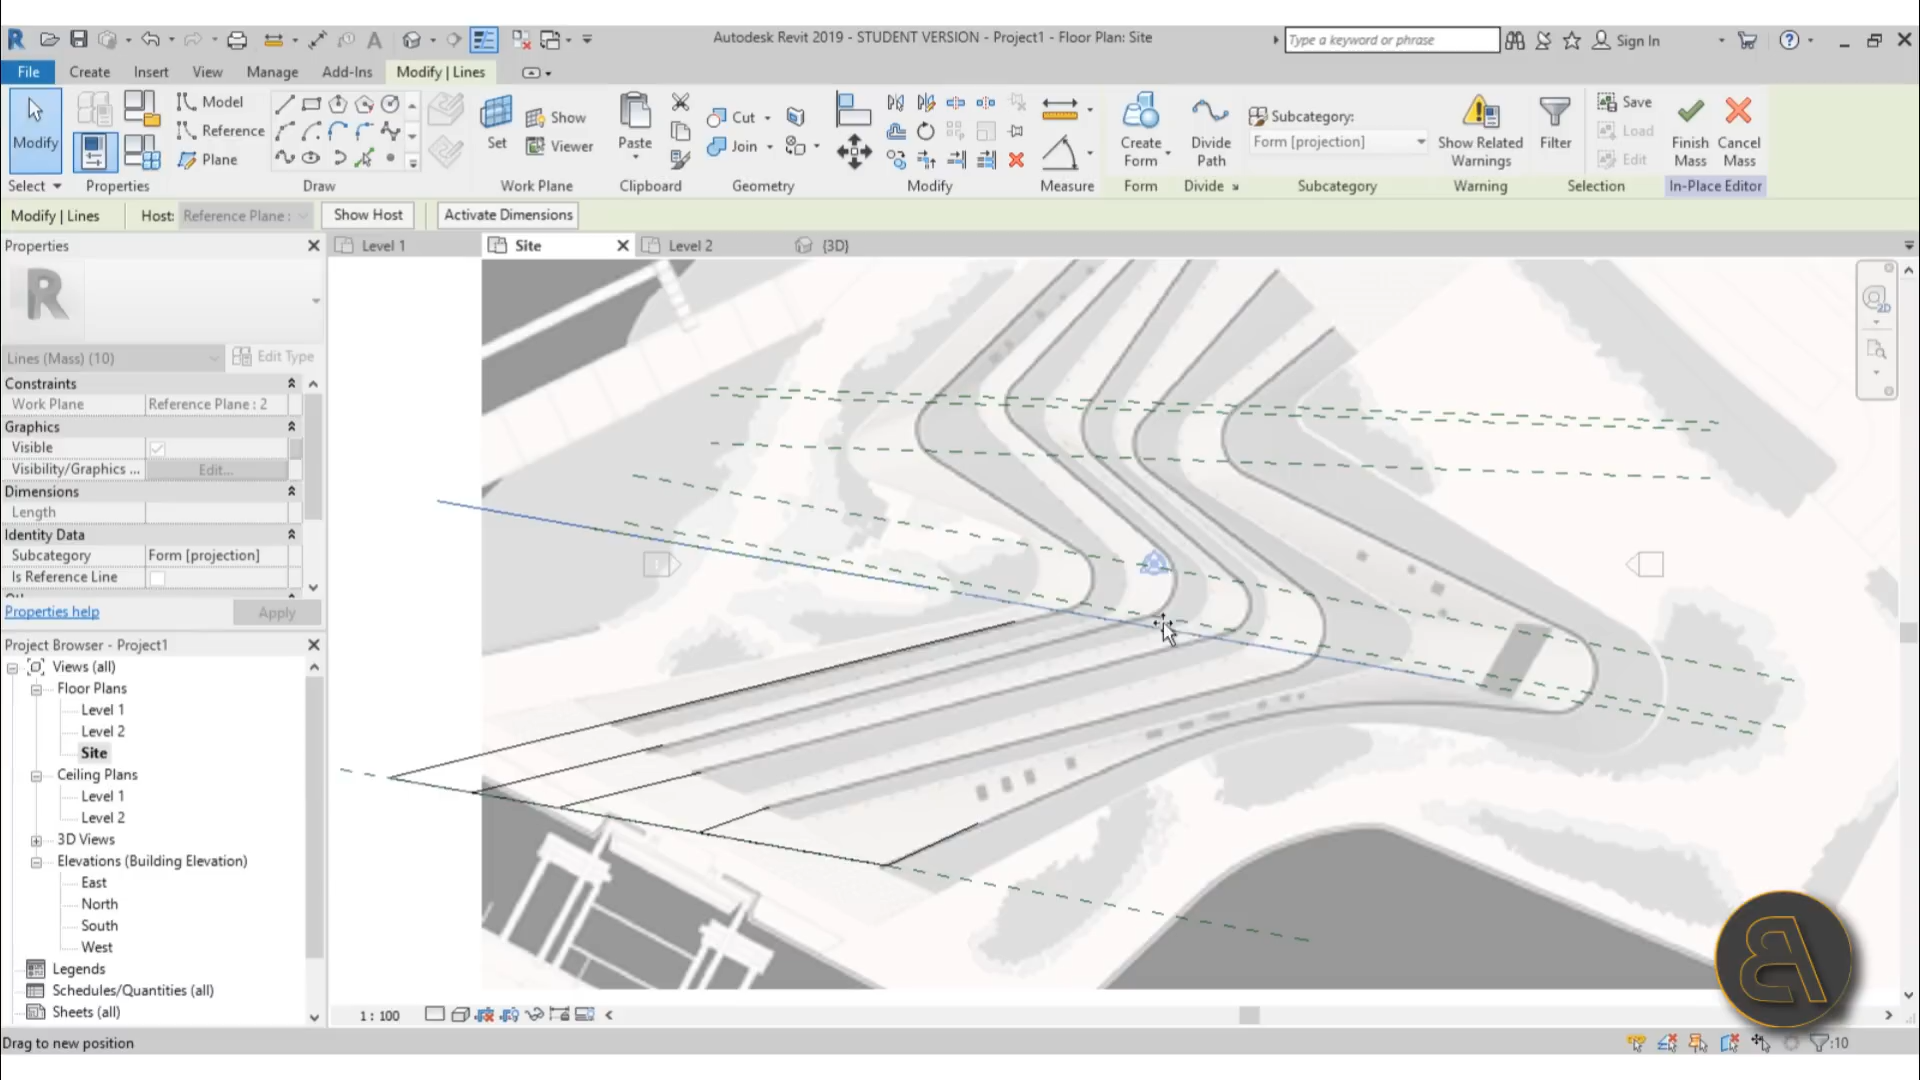 Autodesk Revit 2019 - STUDENT VERSION - Project1 - Floor Plan: Site
Type a keyword or phrase
Sign In
File Create Insert View Manage Add-Ins Modify | Lines
Modify
Model
Reference
Plane
Set
Show
Viewer
Paste
Cut
Join
Create Form
Divide Path
Subcategory:
Form [projection]
Show Related Warnings
Filter
Save
Load
Edit
Finish Mass
Cancel Mass
Select Properties Draw Work Plane Clipboard Geometry Modify Measure Form Divide Subcategory Warning Selection In-Place Editor
Modify | Lines Host: Reference Plane : Show Host Activate Dimensions
Properties
Level 1 Site Level 2 {3D}
R
2D
Lines (Mass) (10) Edit Type
Constraints
Work Plane Reference Plane : 2
Graphics
Visible
Visibility/Graphics ... Edit...
Dimensions
Length
Identity Data
Subcategory Form [projection]
Is Reference Line
Properties help Apply
Project Browser - Project1
Views (all)
Floor Plans
Level 1
Level 2
Site
Ceiling Plans
Level 1
Level 2
3D Views
Elevations (Building Elevation)
East
North
South
West
Legends
Schedules/Quantities (all)
Sheets (all)
1 : 100
Drag to new position
:10